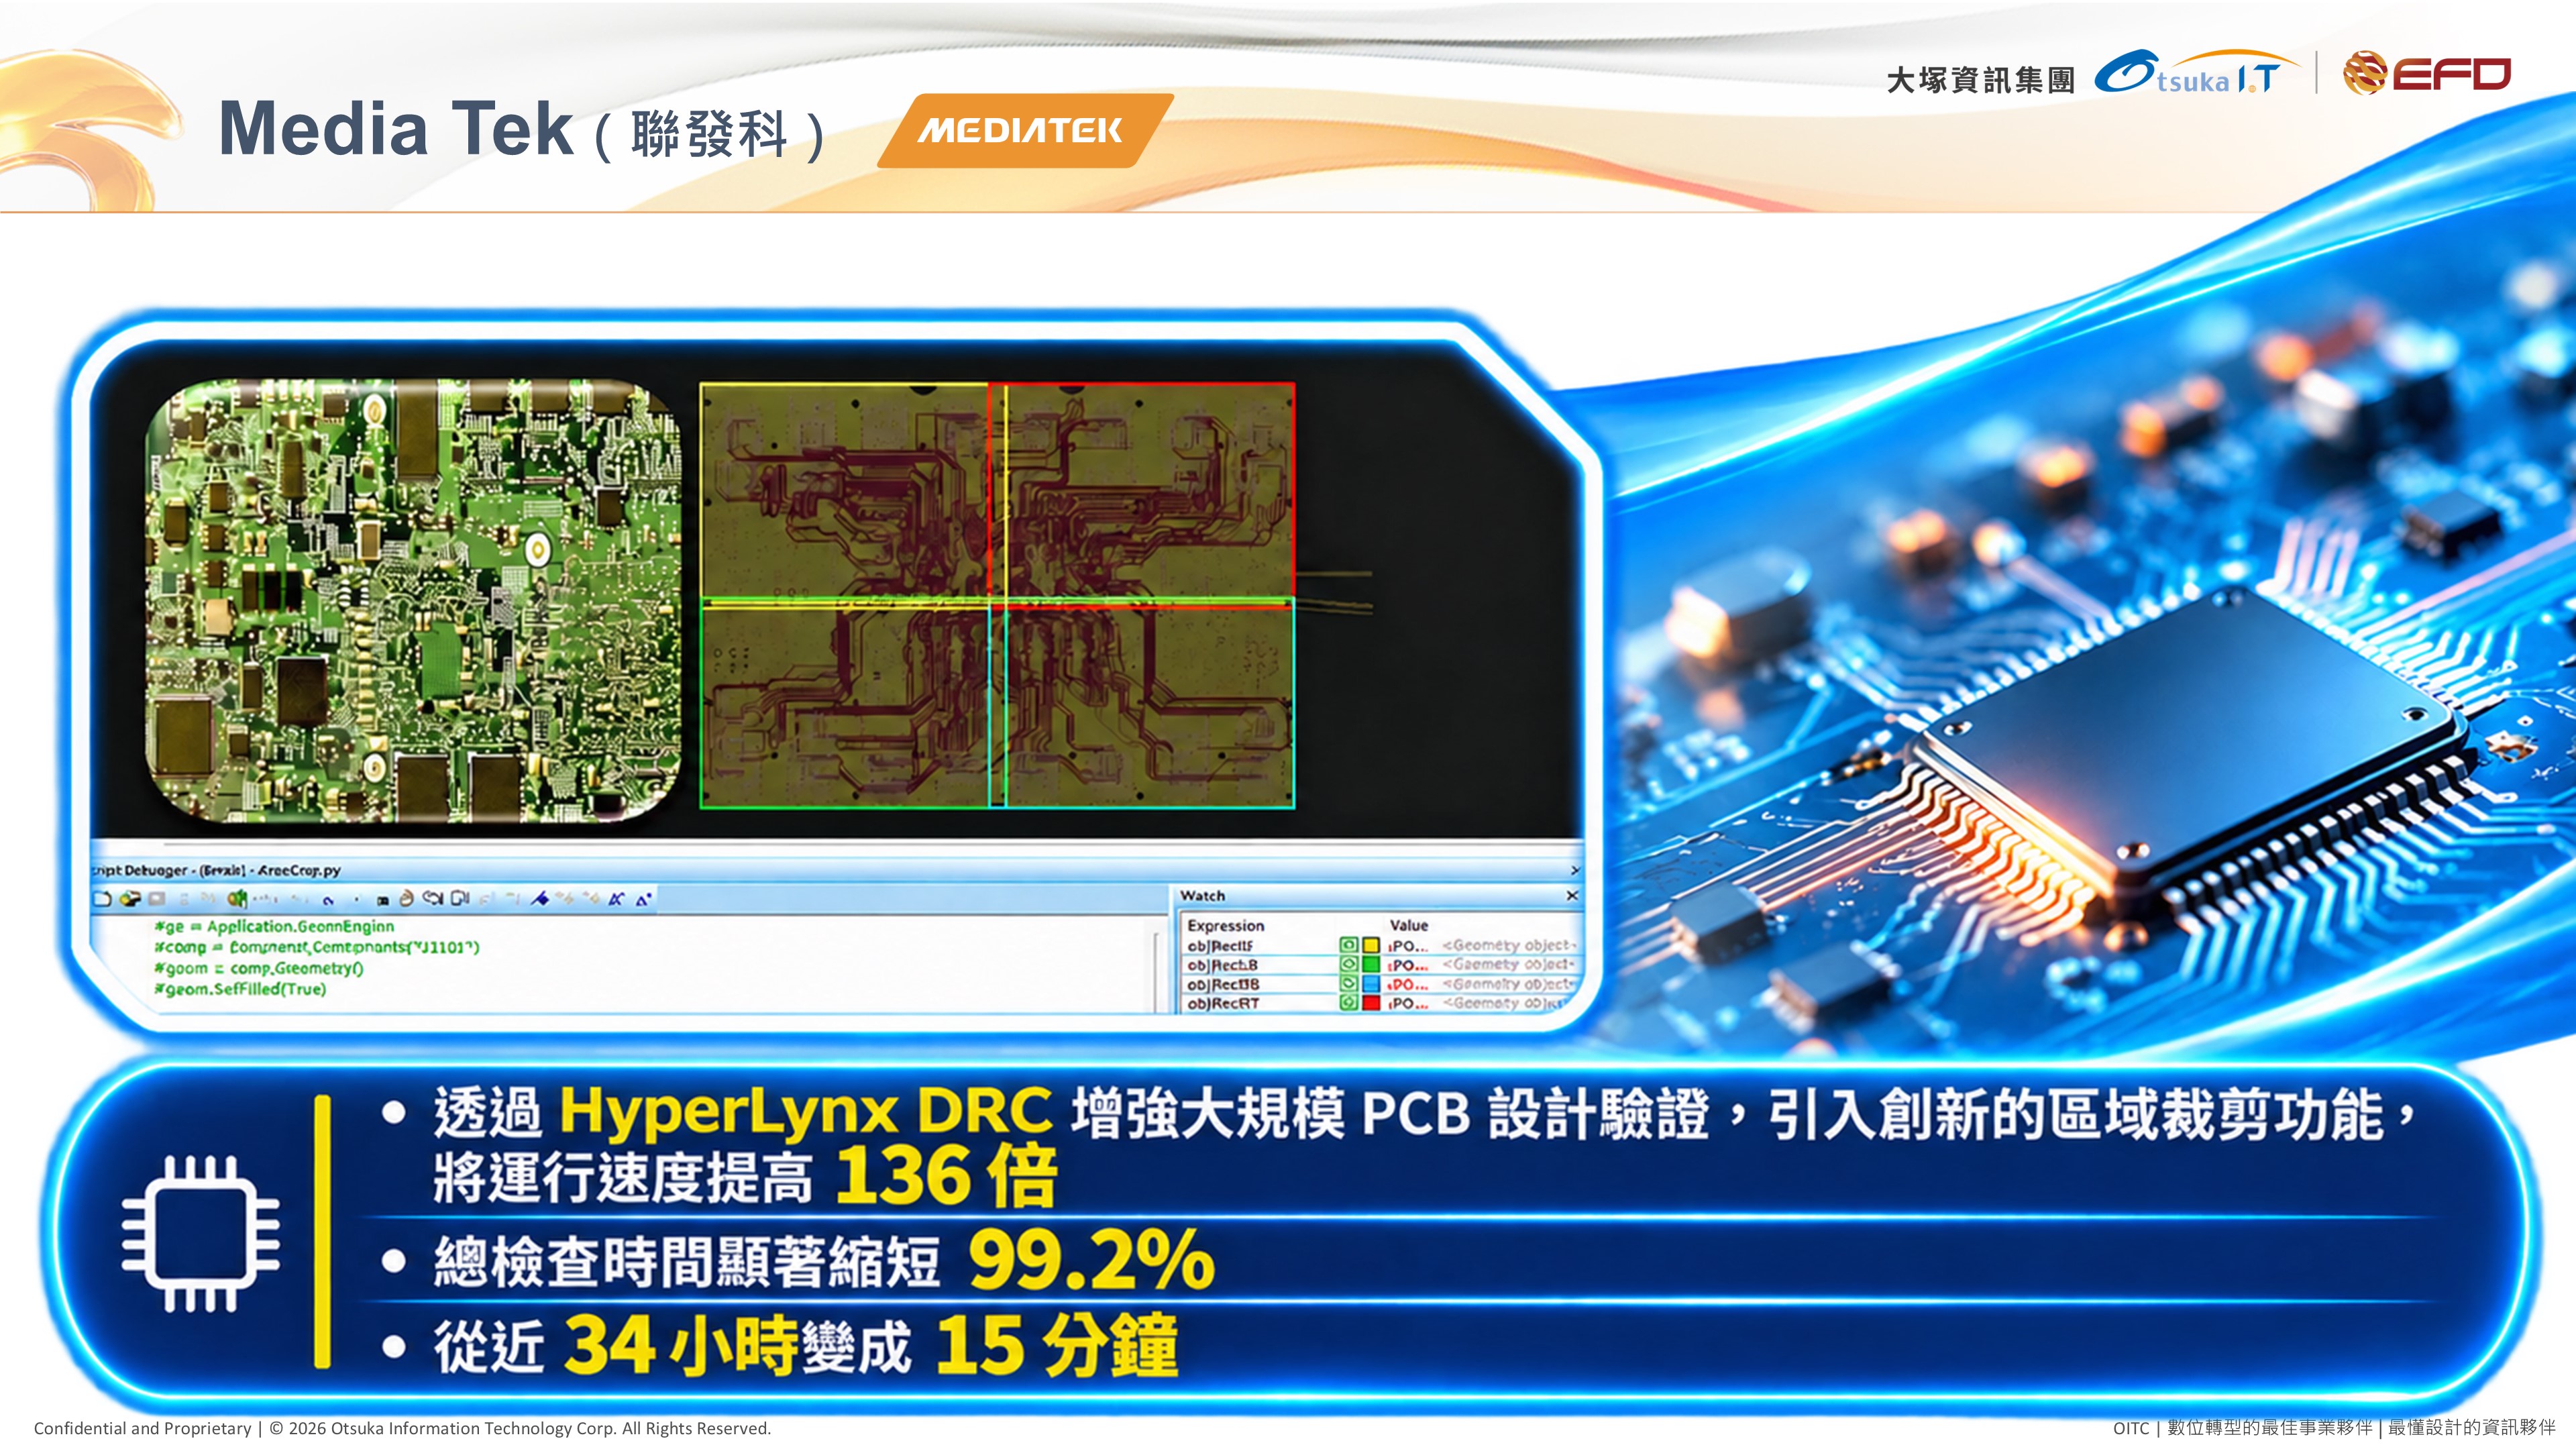 大塚資訊集團 Otsuka I.T EFD
Media Tek（聯發科） MEDIATEK
Watch
Expression Value
• 透過 HyperLynx DRC 增強大規模 PCB 設計驗證，引入創新的區域裁剪功能，
將運行速度提高 136 倍
• 總檢查時間顯著縮短 99.2%
• 從近 34 小時變成 15 分鐘
Confidential and Proprietary | © 2026 Otsuka Information Technology Corp. All Rights Reserved.
OITC | 數位轉型的最佳事業夥伴 | 最懂設計的資訊夥伴